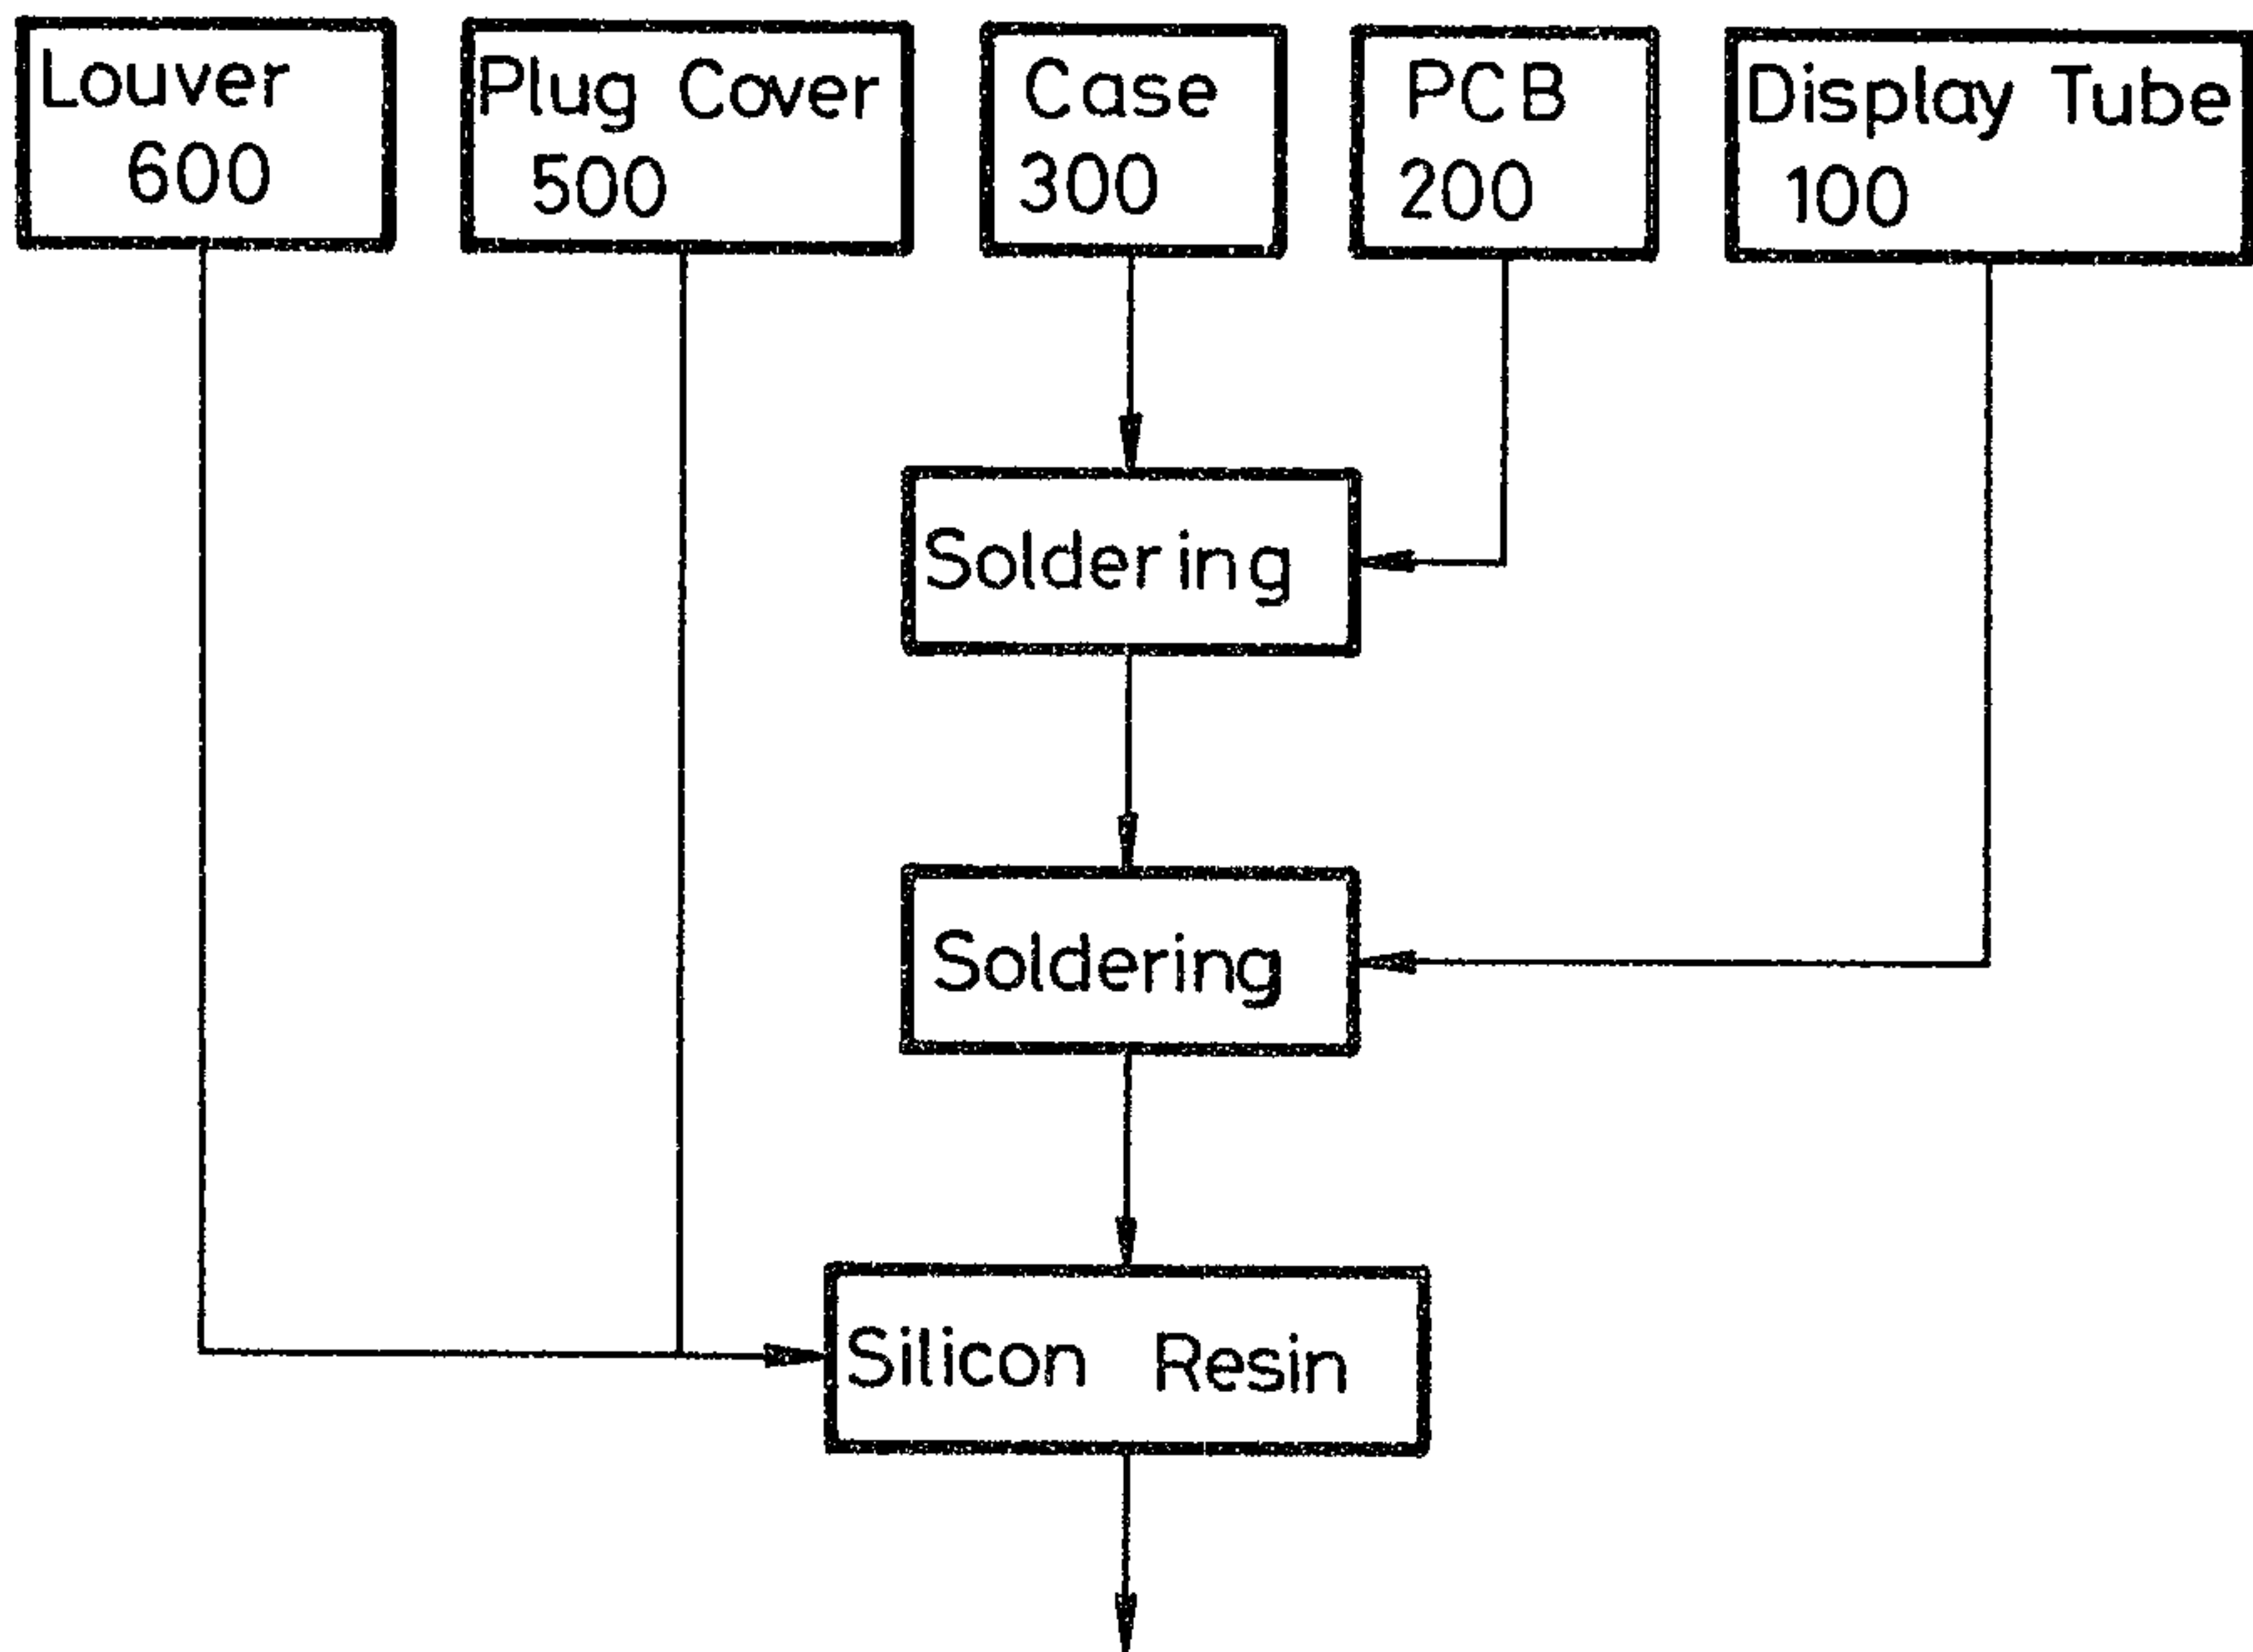 Louver
600
Plug Cover
500
Case
300
PCB
200
Display Tube
100
Soldering
Soldering
Silicon Resin